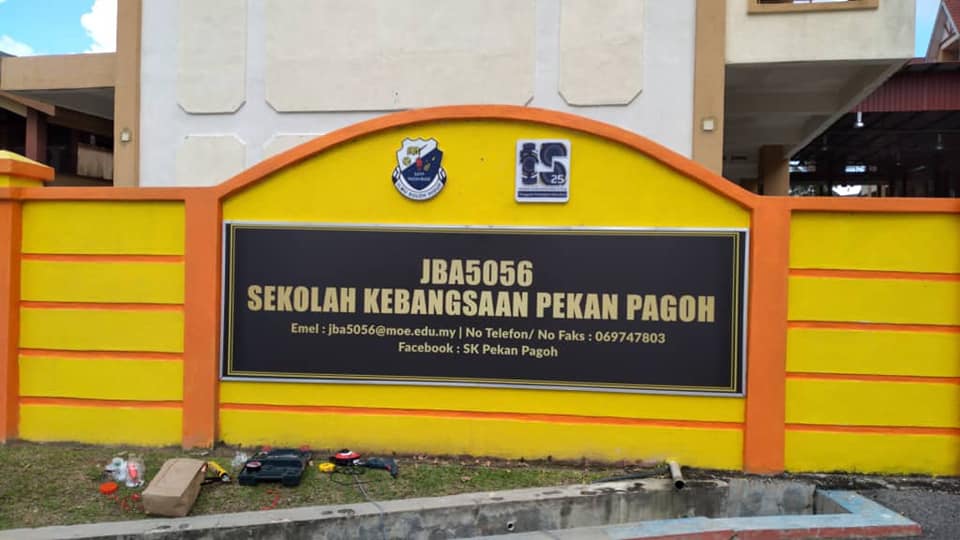 25
JBA5056
SEKOLAH KEBANGSAAN PEKAN PAGOH
Emel : jba5056@moe.edu.my | No Telefon/ No Faks : 069747803
Facebook : SK Pekan Pagoh